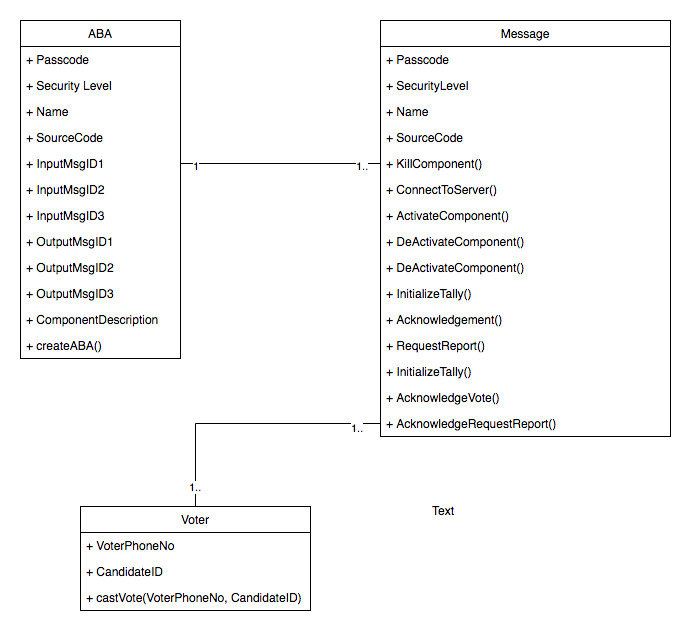 ABA
+ Passcode
+ Security Level
+ Name
+ SourceCode
+ InputMsgID1
+ InputMsgID2
+ InputMsgID3
+ OutputMsgID1
+ OutputMsgID2
+ OutputMsgID3
+ ComponentDescription
+ createABA()
1
1..
Message
+ Passcode
+ SecurityLevel
+ Name
+ SourceCode
+ KillComponent()
+ ConnectToServer()
+ ActivateComponent()
+ DeActivateComponent()
+ DeActivateComponent()
+ InitializeTally()
+ Acknowledgement()
+ RequestReport()
+ InitializeTally()
+ AcknowledgeVote()
+ AcknowledgeRequestReport()
1..
1..
Voter
+ VoterPhoneNo
+ CandidateID
+ castVote(VoterPhoneNo, CandidateID)
Text